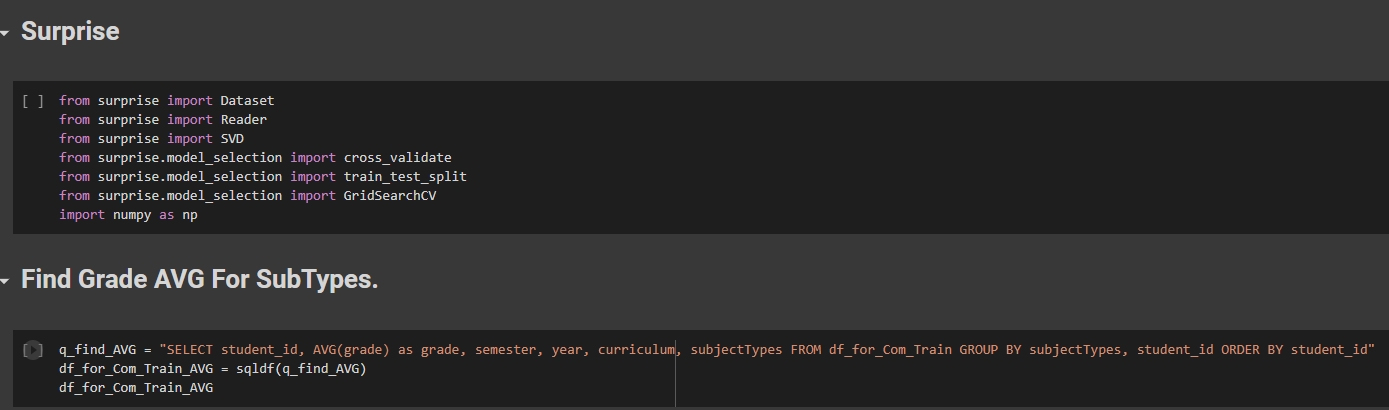 Surprise
[ ] from surprise import Dataset
from surprise import Reader
from surprise import SVD
from surprise.model_selection import cross_validate
from surprise.model_selection import train_test_split
from surprise.model_selection import GridSearchCV
import numpy as np
Find Grade AVG For SubTypes.
[ ] q_find_AVG = "SELECT student_id, AVG(grade) as grade, semester, year, curriculum, subjectTypes FROM df_for_Com_Train GROUP BY subjectTypes, student_id ORDER BY student_id"
df_for_Com_Train_AVG = sqldf(q_find_AVG)
df_for_Com_Train_AVG